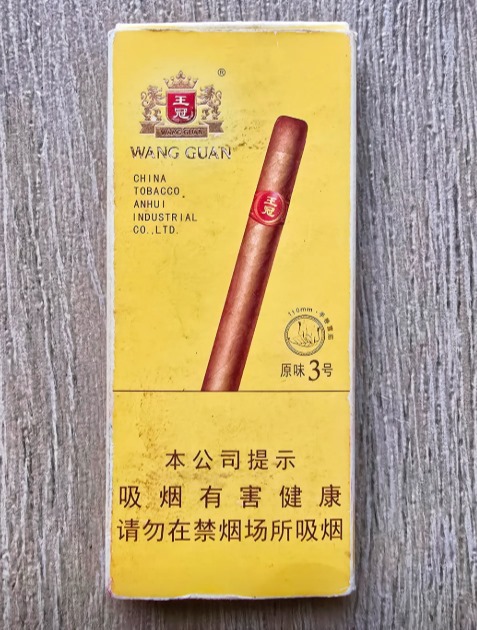 ®
王冠
WANG GUAN
WANG GUAN
CHINA
TOBACCO
ANHUI
INDUSTRIAL
CO.,LTD.
王冠
110mm
原味3号
本公司提示
吸烟有害健康
请勿在禁烟场所吸烟